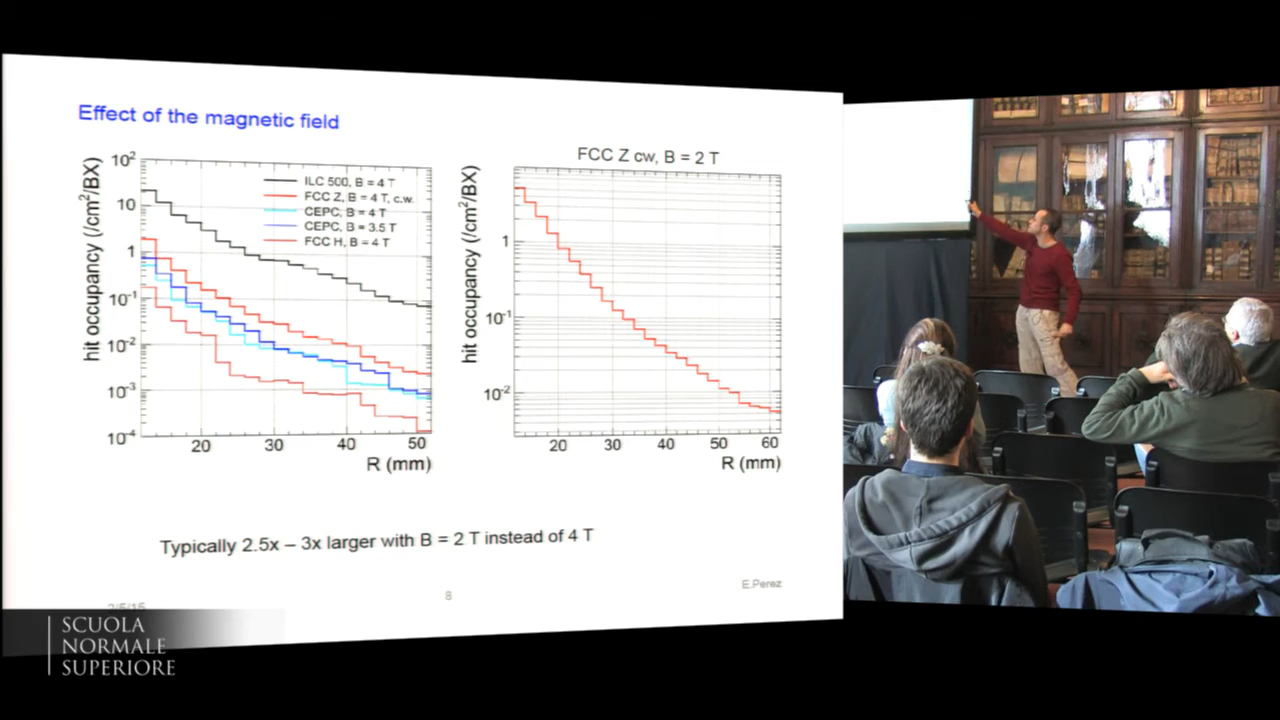 Effect of the magnetic field
hit occupancy (/cm²/BX)
10²
10
1
10⁻¹
10⁻²
10⁻³
10⁻⁴
ILC 500, B = 4 T
FCC Z, B = 4 T, c.w.
CEPC, B = 4 T
CEPC, B = 3.5 T
FCC H, B = 4 T
20 30 40 50
R (mm)
FCC Z cw, B = 2 T
hit occupancy (/cm²/BX)
1
10⁻¹
10⁻²
20 30 40 50 60
R (mm)
Typically 2.5x – 3x larger with B = 2 T instead of 4 T
E.Perez
8
SCUOLA
NORMALE
SUPERIORE